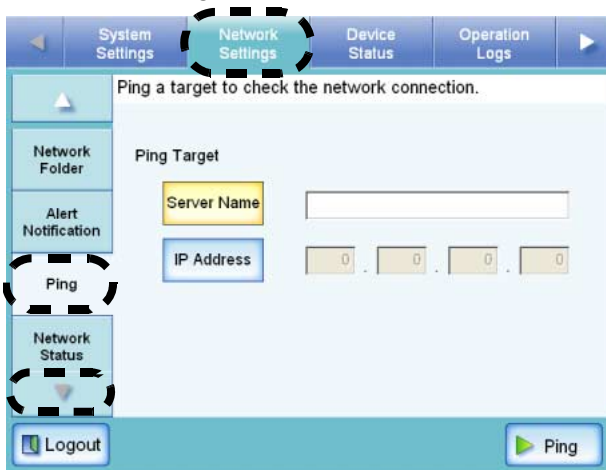 System
Settings
Network
Settings
Device
Status
Operation
Logs
Ping a target to check the network connection.
Network
Folder
Alert
Notification
Ping
Network
Status
Ping Target
Server Name
IP Address
0 . 0 . 0 . 0
Logout
Ping